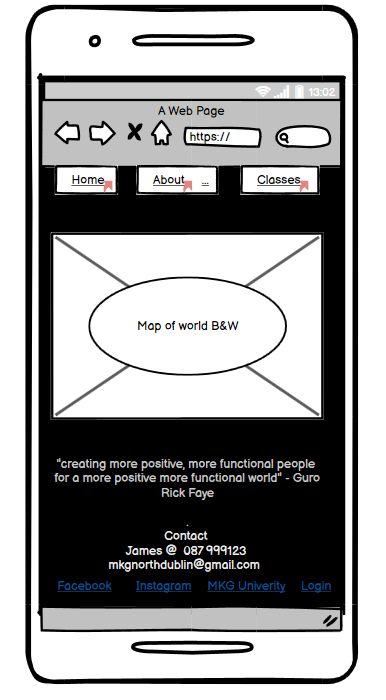 13:02
A Web Page
https://
Home
About ...
Classes
Map of world B&W
"creating more positive, more functional people
for a more positive more functional world" - Guro
Rick Faye
.
Contact
James @ 087 999123
mkgnorthdublin@gmail.com
Facebook Instagram MKG Univerity Login